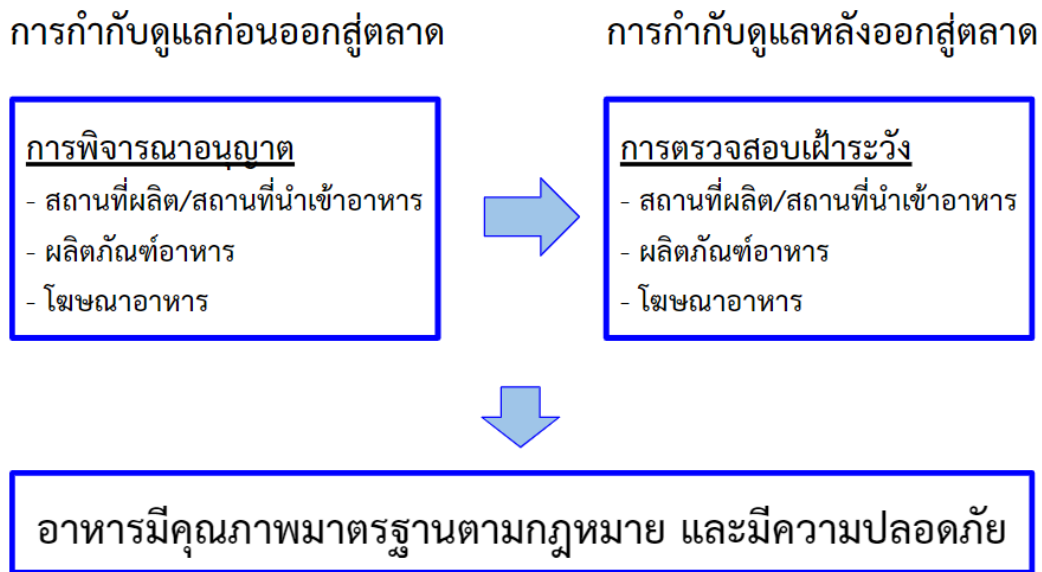 การกำกับดูแลก่อนออกสู่ตลาด
การกำกับดูแลหลังออกสู่ตลาด
การพิจารณาอนุญาต
- สถานที่ผลิต/สถานที่นำเข้าอาหาร
- ผลิตภัณฑ์อาหาร
- โฆษณาอาหาร
การตรวจสอบเฝ้าระวัง
- สถานที่ผลิต/สถานที่นำเข้าอาหาร
- ผลิตภัณฑ์อาหาร
- โฆษณาอาหาร
อาหารมีคุณภาพมาตรฐานตามกฎหมาย และมีความปลอดภัย